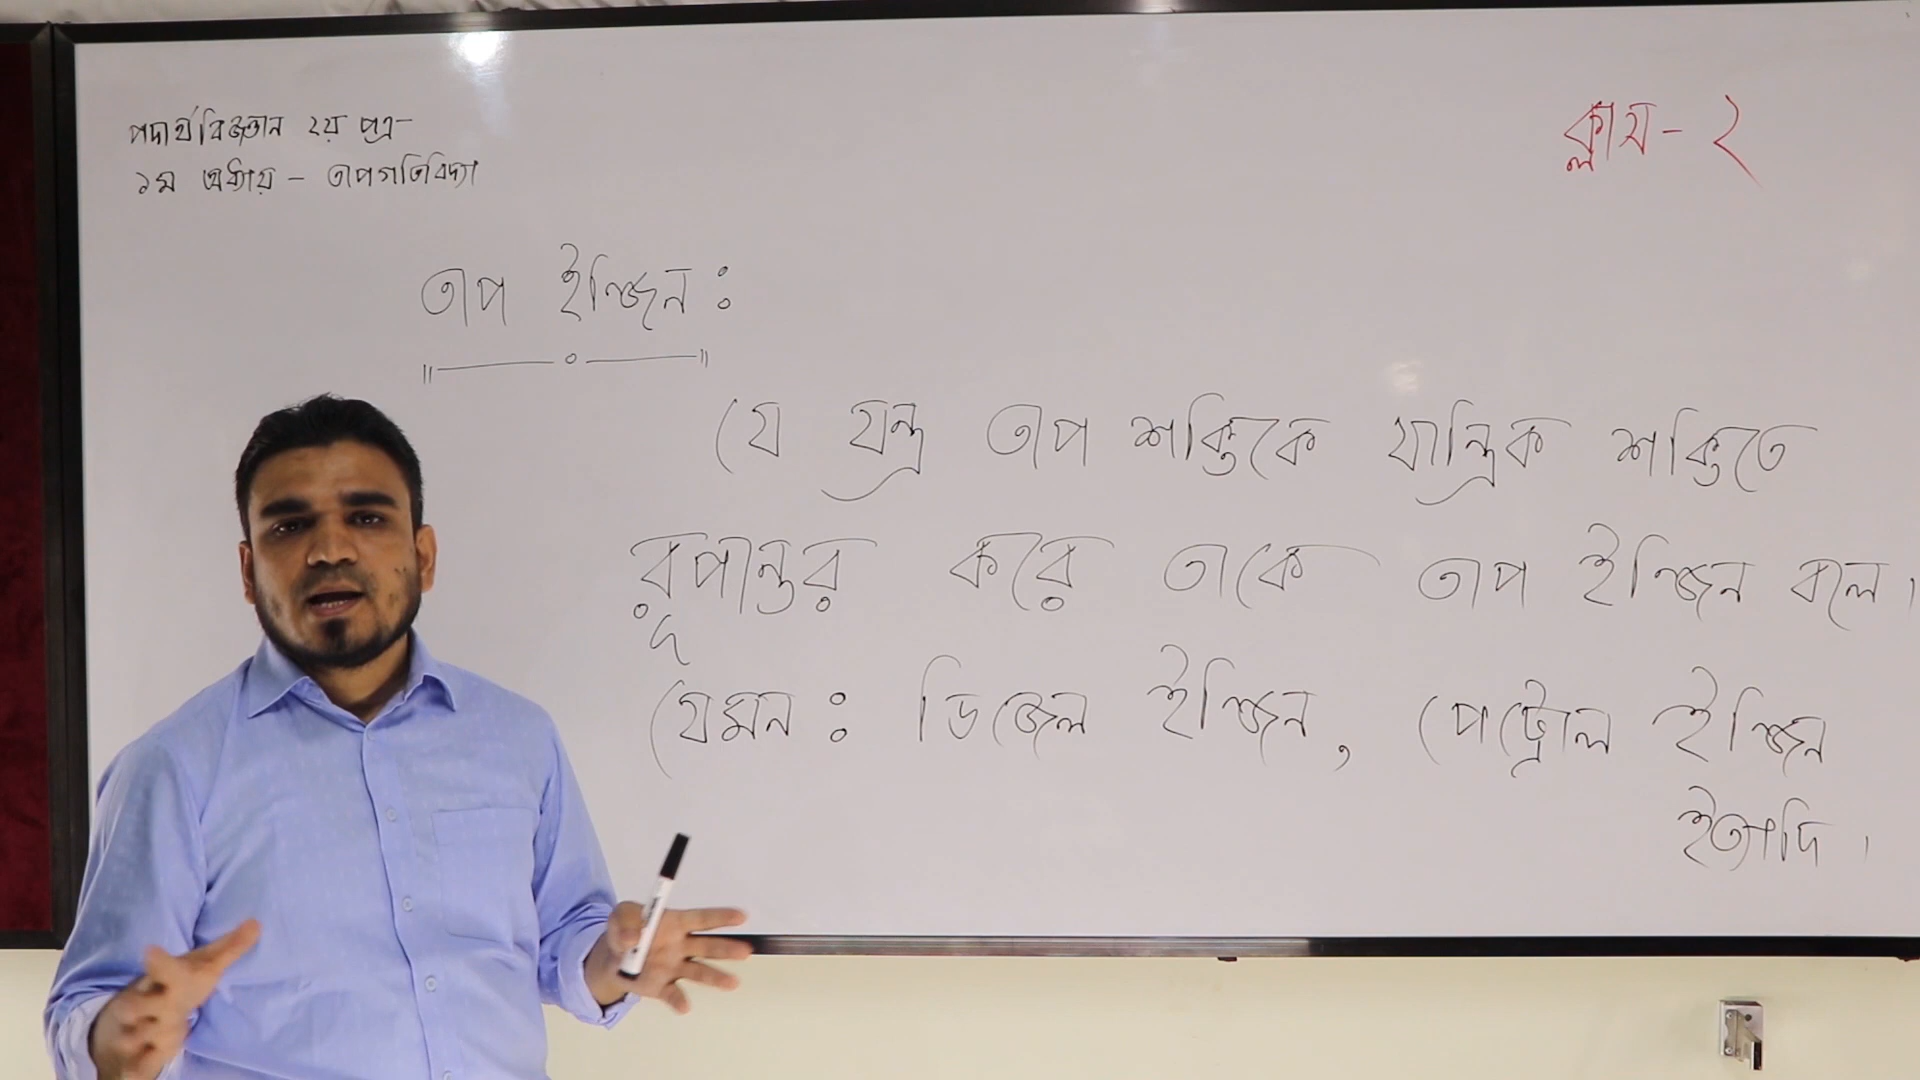 পদার্থবিজ্ঞান ২য় পত্র-
১ম অধ্যায় - তাপগতিবিদ্যা
ক্লাস - ২
তাপ ইঞ্জিন :
যে যন্ত্র তাপ শক্তিকে যান্ত্রিক শক্তিতে
রূপান্তর করে তাকে তাপ ইঞ্জিন বলে।
যেমন : ডিজেল ইঞ্জিন, পেট্রোল ইঞ্জিন
ইত্যাদি।